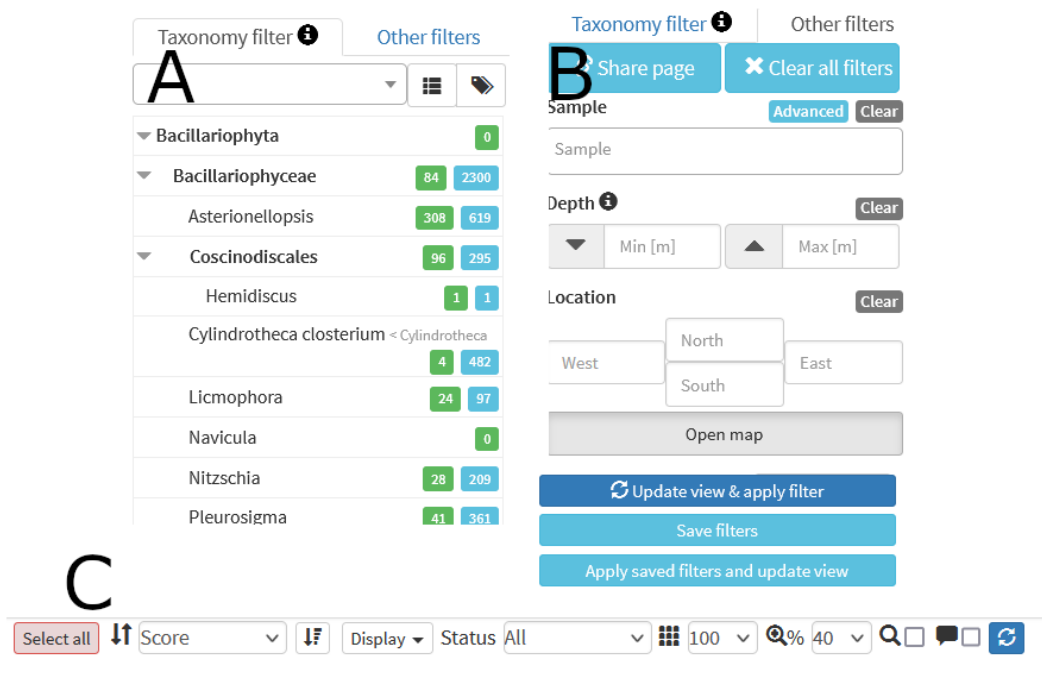 Taxonomy filter Other filters
A
Bacillariophyta 0
Bacillariophyceae 84 2300
Asterionellopsis 308 619
Coscinodiscales 96 295
Hemidiscus 1 1
Cylindrotheca closterium < Cylindrotheca
4 482
Licmophora 24 97
Navicula 0
Nitzschia 28 209
Pleurosigma 41 361
Taxonomy filter Other filters
B Share page Clear all filters
Sample Advanced Clear
Sample
Depth Clear
Min [m] Max [m]
Location Clear
North
West East
South
Open map
Update view & apply filter
Save filters
Apply saved filters and update view
C
Select all Score Display Status All 100 % 40